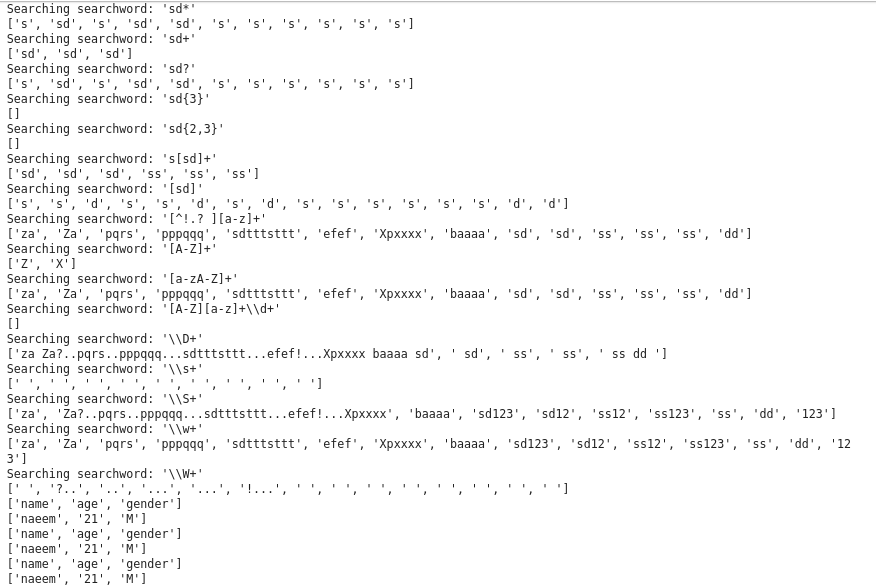 Searching searchword: 'sd*'
['s', 'sd', 's', 'sd', 'sd', 's', 's', 's', 's', 's', 's']
Searching searchword: 'sd+'
['sd', 'sd', 'sd']
Searching searchword: 'sd?'
['s', 'sd', 's', 'sd', 'sd', 's', 's', 's', 's', 's', 's']
Searching searchword: 'sd{3}'
[]
Searching searchword: 'sd{2,3}'
[]
Searching searchword: 's[sd]+'
['sd', 'sd', 'sd', 'ss', 'ss', 'ss']
Searching searchword: '[sd]'
['s', 's', 'd', 's', 's', 'd', 's', 'd', 's', 's', 's', 's', 's', 's', 'd', 'd']
Searching searchword: '[^!.? ][a-z]+'
['za', 'Za', 'pqrs', 'pppqqq', 'sdtttsttt', 'efef', 'Xpxxxx', 'baaaa', 'sd', 'sd', 'ss', 'ss', 'ss', 'dd']
Searching searchword: '[A-Z]+'
['Z', 'X']
Searching searchword: '[a-zA-Z]+'
['za', 'Za', 'pqrs', 'pppqqq', 'sdtttsttt', 'efef', 'Xpxxxx', 'baaaa', 'sd', 'sd', 'ss', 'ss', 'ss', 'dd']
Searching searchword: '[A-Z][a-z]+\\d+'
[]
Searching searchword: '\\D+'
['za Za?..pqrs..pppqqq...sdtttsttt...efef!...Xpxxxx baaaa sd', ' sd', ' ss', ' ss', ' ss dd ']
Searching searchword: '\\s+'
[' ', ' ', ' ', ' ', ' ', ' ', ' ', ' ', ' ']
Searching searchword: '\\S+'
['za', 'Za?..pqrs..pppqqq...sdtttsttt...efef!...Xpxxxx', 'baaaa', 'sd123', 'sd12', 'ss12', 'ss123', 'ss', 'dd', '123']
Searching searchword: '\\w+'
['za', 'Za', 'pqrs', 'pppqqq', 'sdtttsttt', 'efef', 'Xpxxxx', 'baaaa', 'sd123', 'sd12', 'ss12', 'ss123', 'ss', 'dd', '12
3']
Searching searchword: '\\W+'
[' ', '?..', '..', '...', '...', '!...', ' ', ' ', ' ', ' ', ' ', ' ', ' ', ' ']
['name', 'age', 'gender']
['naeem', '21', 'M']
['name', 'age', 'gender']
['naeem', '21', 'M']
['name', 'age', 'gender']
['naeem', '21', 'M']